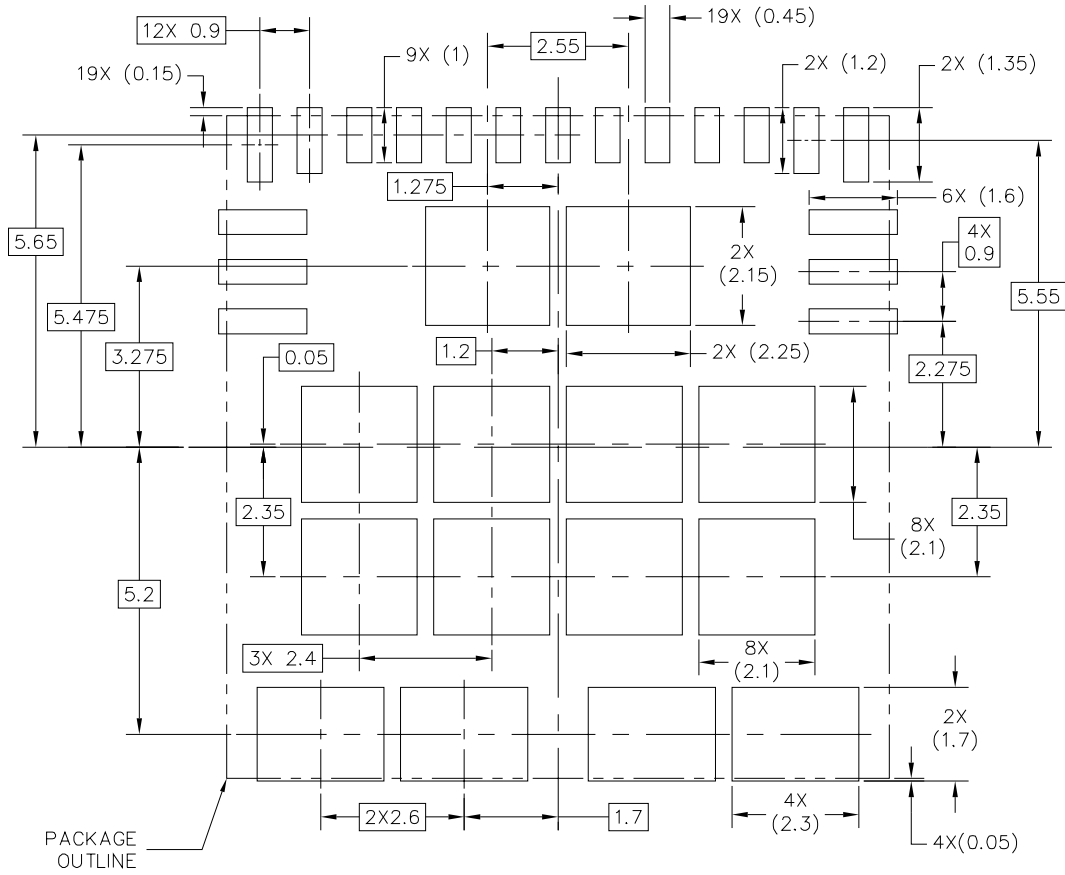 12X 0.9
19X (0.15)
9X (1)
2.55
19X (0.45)
2X (1.2)
2X (1.35)
1.275
6X (1.6)
4X
0.9
5.65
5.475
3.275
0.05
1.2
2X
(2.15)
2X (2.25)
5.55
2.275
2.35
8X
(2.1)
2.35
5.2
3X 2.4
8X
(2.1)
2X
(1.7)
2X2.6
1.7
4X
(2.3)
4X(0.05)
PACKAGE
OUTLINE